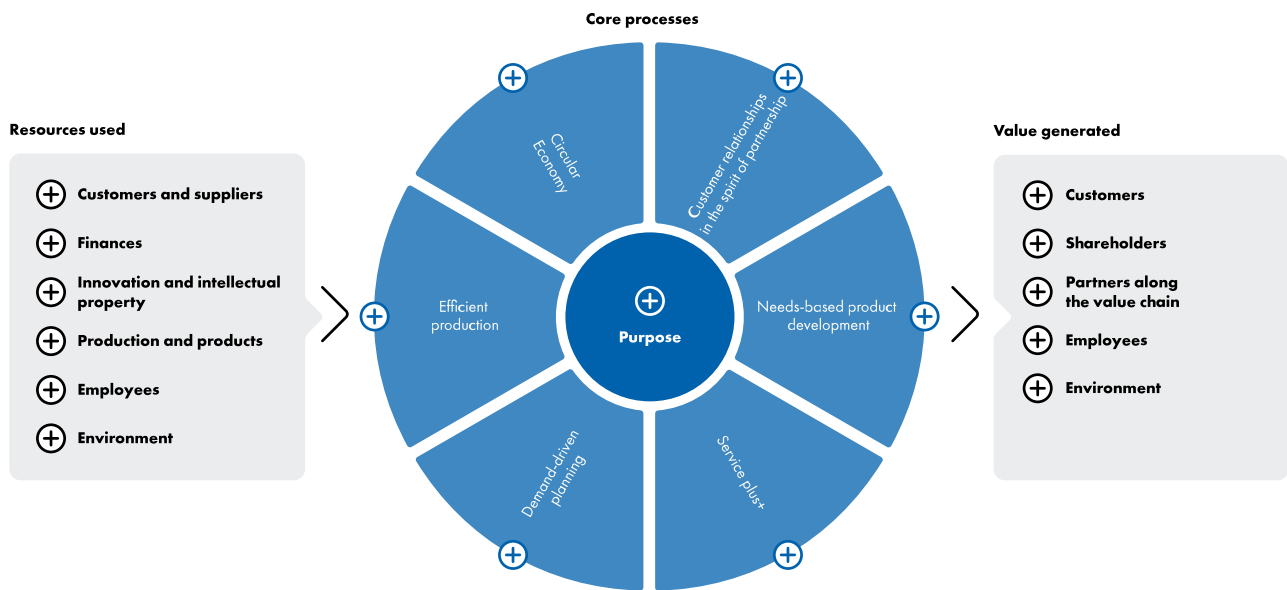 Core processes
Resources used
Customers and suppliers
Finances
Innovation and intellectual
property
Production and products
Employees
Environment
Circular
Economy
Customer relationships
in the spirit of partnership
Efficient
production
Purpose
Needs-based product
development
Demand-driven
planning
Service plus+
Value generated
Customers
Shareholders
Partners along
the value chain
Employees
Environment